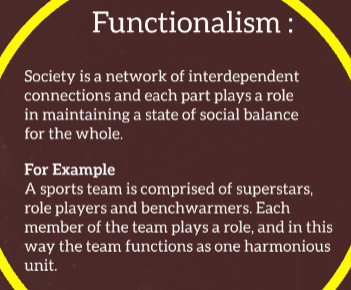 Functionalism :
Society is a network of interdependent
connections and each part plays a role
in maintaining a state of social balance
for the whole.
For Example
A sports team is comprised of superstars,
role players and benchwarmers. Each
member of the team plays a role, and in this
way the team functions as one harmonious
unit.